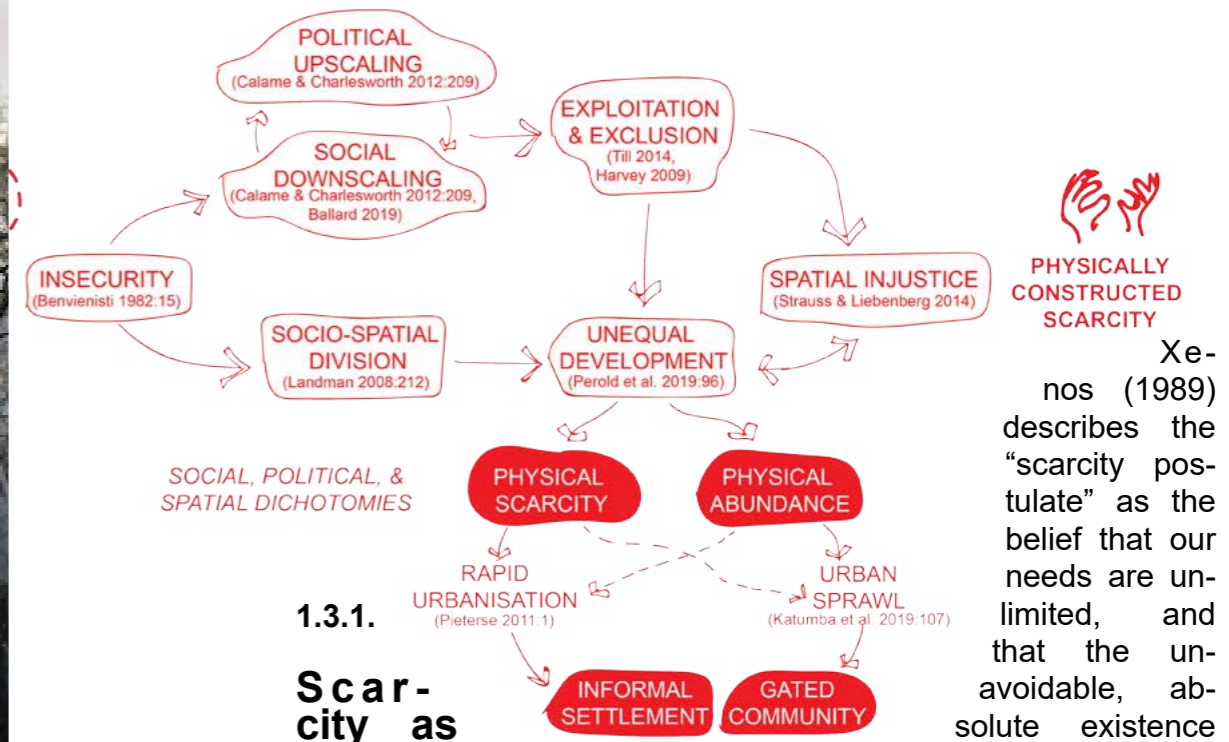 POLITICAL
UPSCALING
(Calame & Charlesworth 2012:209)
SOCIAL
DOWNSCALING
(Calame & Charlesworth 2012:209,
Ballard 2019)
EXPLOITATION
& EXCLUSION
(Till 2014,
Harvey 2009)
INSECURITY
(Benvienisti 1982:15)
SPATIAL INJUSTICE
(Strauss & Liebenberg 2014)
SOCIO-SPATIAL
DIVISION
(Landman 2008:212)
UNEQUAL
DEVELOPMENT
(Perold et al. 2019:96)
SOCIAL, POLITICAL, &
SPATIAL DICHOTOMIES
PHYSICAL
SCARCITY
PHYSICAL
ABUNDANCE
RAPID
URBANISATION
(Pieterse 2011:1)
URBAN
SPRAWL
(Katumba et al. 2019:107)
INFORMAL
SETTLEMENT
GATED
COMMUNITY
1.3.1.
Scar-
city as
PHYSICALLY
CONSTRUCTED
SCARCITY
Xe-
nos (1989)
describes the
“scarcity pos-
tulate” as the
belief that our
needs are un-
limited, and
that the un-
avoidable, ab-
solute existence